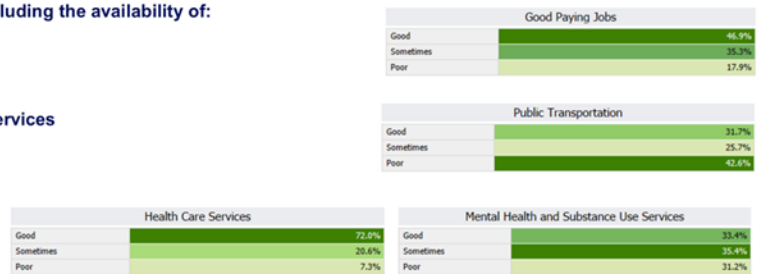 luding the availability of:
Good Paying Jobs
Good 46.9%
Sometimes 35.3%
Poor 17.9%
ervices
Public Transportation
Good 31.7%
Sometimes 25.7%
Poor 42.6%
Health Care Services
Good 72.0%
Sometimes 20.6%
Poor 7.3%
Mental Health and Substance Use Services
Good 33.4%
Sometimes 35.4%
Poor 31.2%